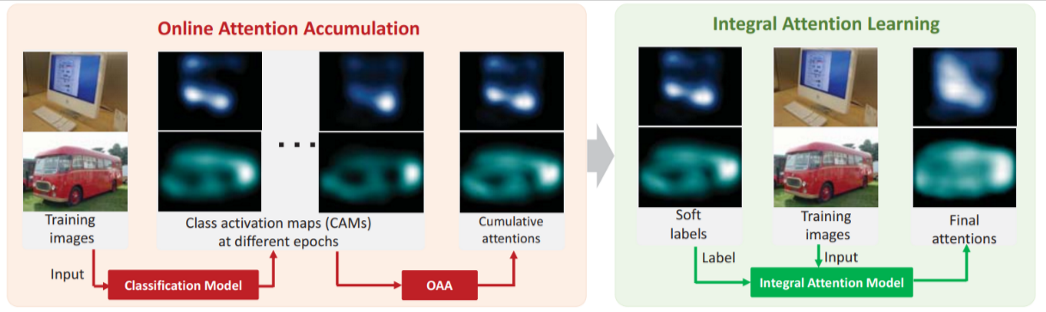 Online Attention Accumulation
Training
images
Class activation maps (CAMs)
at different epochs
Cumulative
attentions
Input
Classification Model
OAA
Integral Attention Learning
Soft
labels
Training
images
Final
attentions
Label
Input
Integral Attention Model